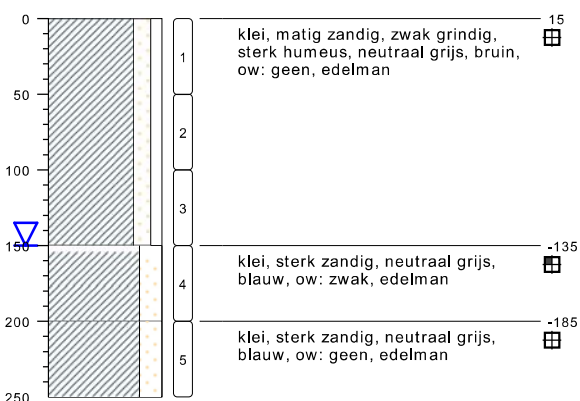 0
15
klei, matig zandig, zwak grindig,
sterk humeus, neutraal grijs, bruin,
ow: geen, edelman
1
50
2
100
3
150
-135
klei, sterk zandig, neutraal grijs,
blauw, ow: zwak, edelman
4
200
-185
klei, sterk zandig, neutraal grijs,
blauw, ow: geen, edelman
5
250